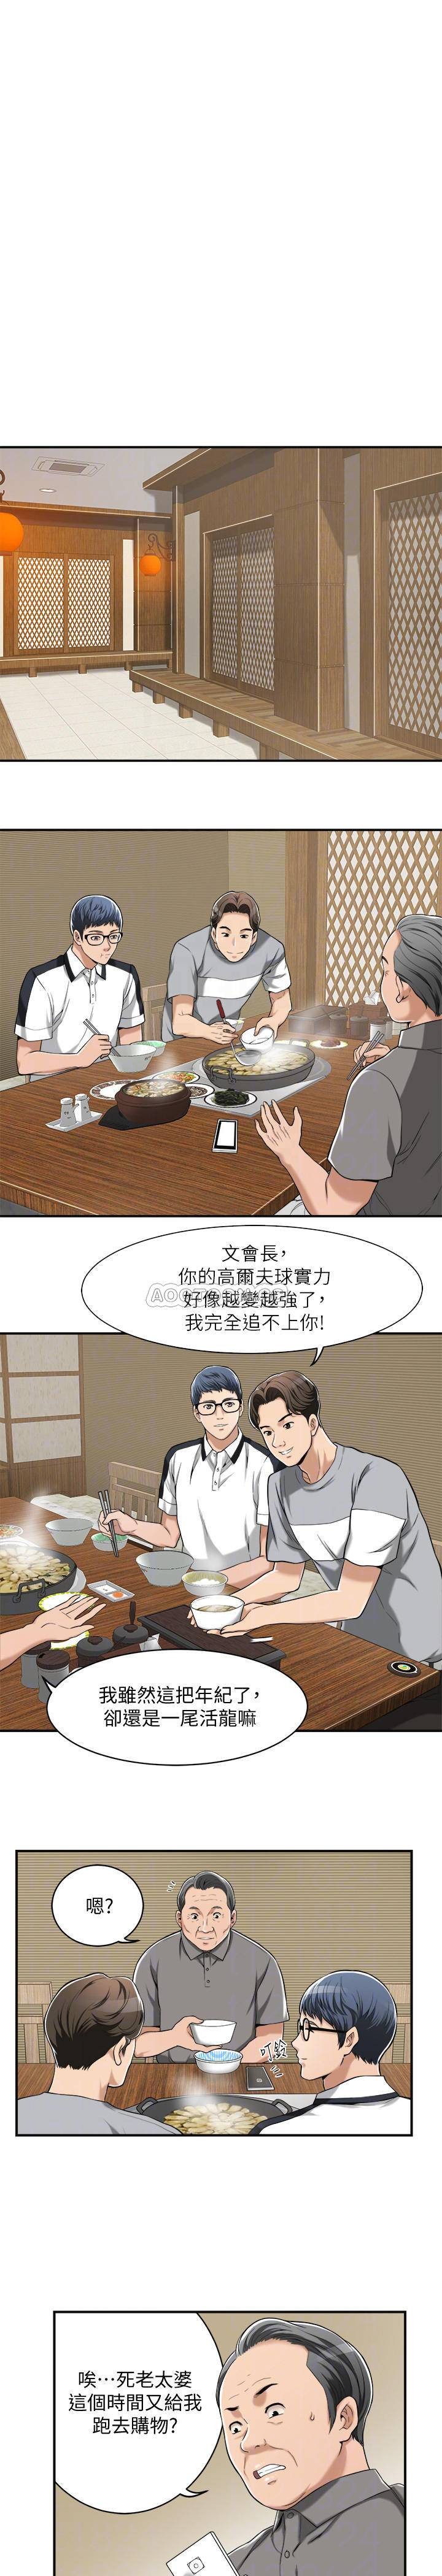 文會長，
你的高爾夫球實力
好像越變越強了，
我完全追不上你!
我雖然這把年紀了，
卻還是一尾活龍嘛
嗯?
叮鈴
唉⋯死老太婆
這個時間又給我
跑去購物?